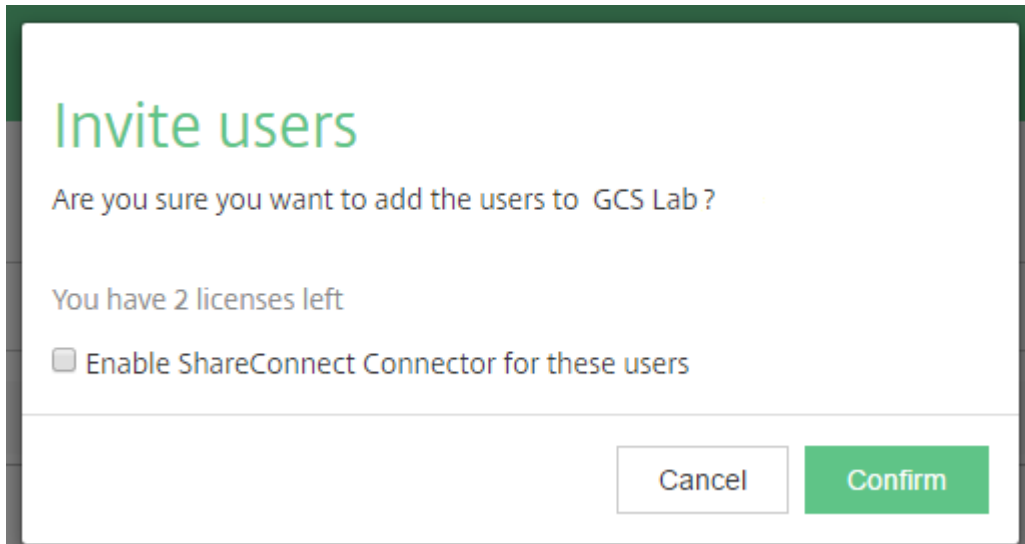 Invite users
Are you sure you want to add the users to GCS Lab ?
You have 2 licenses left
Enable ShareConnect Connector for these users
Cancel
Confirm